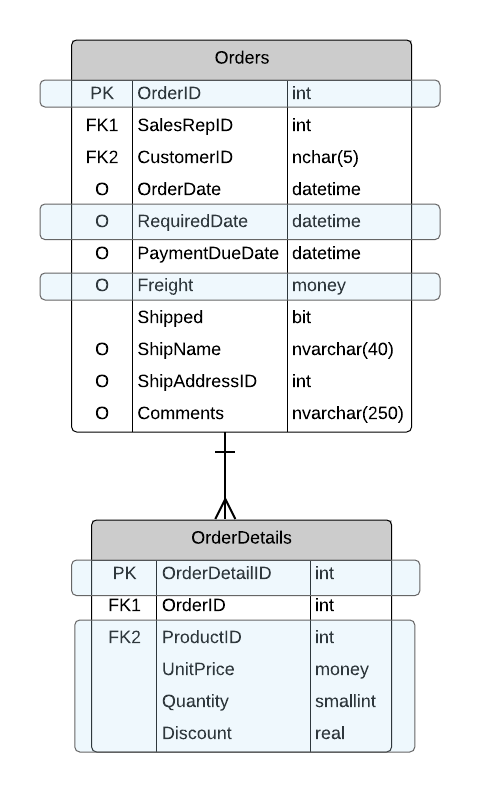 Orders
PK OrderID int
FK1 SalesRepID int
FK2 CustomerID nchar(5)
O OrderDate datetime
O RequiredDate datetime
O PaymentDueDate datetime
O Freight money
Shipped bit
O ShipName nvarchar(40)
O ShipAddressID int
O Comments nvarchar(250)
OrderDetails
PK OrderDetailID int
FK1 OrderID int
FK2 ProductID int
UnitPrice money
Quantity smallint
Discount real